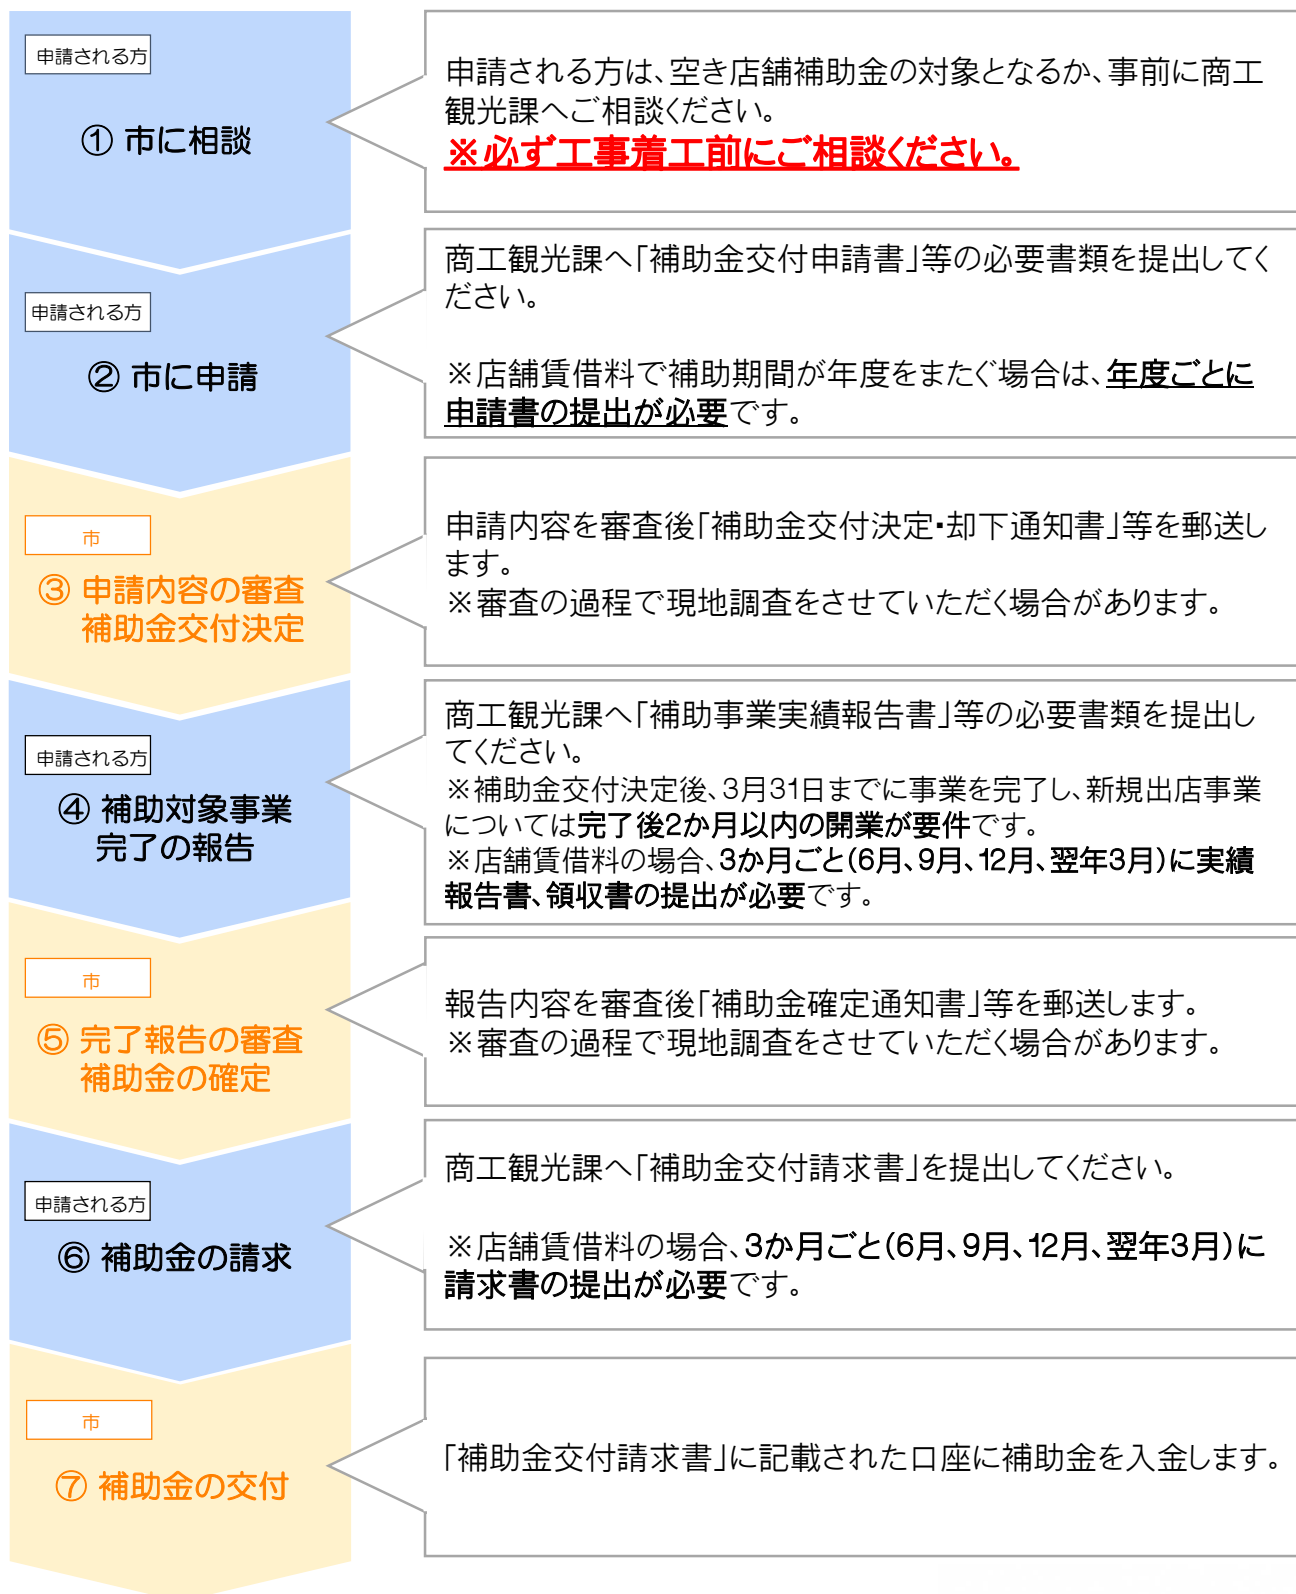 申請される方
① 市に相談
申請される方は、空き店舗補助金の対象となるか、事前に商工
観光課へご相談ください。
※必ず工事着工前にご相談ください。
申請される方
② 市に申請
商工観光課へ「補助金交付申請書」等の必要書類を提出してく
ださい。
※店舗賃借料で補助期間が年度をまたぐ場合は、年度ごとに
申請書の提出が必要です。
市
③ 申請内容の審査
補助金交付決定
申請内容を審査後「補助金交付決定・却下通知書」等を郵送し
ます。
※審査の過程で現地調査をさせていただく場合があります。
申請される方
④ 補助対象事業
完了の報告
商工観光課へ「補助事業実績報告書」等の必要書類を提出し
てください。
※補助金交付決定後、3月31日までに事業を完了し、新規出店事業
については完了後2か月以内の開業が要件です。
※店舗賃借料の場合、3か月ごと(6月、9月、12月、翌年3月)に実績
報告書、領収書の提出が必要です。
市
⑤ 完了報告の審査
補助金の確定
報告内容を審査後「補助金確定通知書」等を郵送します。
※審査の過程で現地調査をさせていただく場合があります。
申請される方
⑥ 補助金の請求
商工観光課へ「補助金交付請求書」を提出してください。
※店舗賃借料の場合、3か月ごと(6月、9月、12月、翌年3月)に
請求書の提出が必要です。
市
⑦ 補助金の交付
「補助金交付請求書」に記載された口座に補助金を入金します。